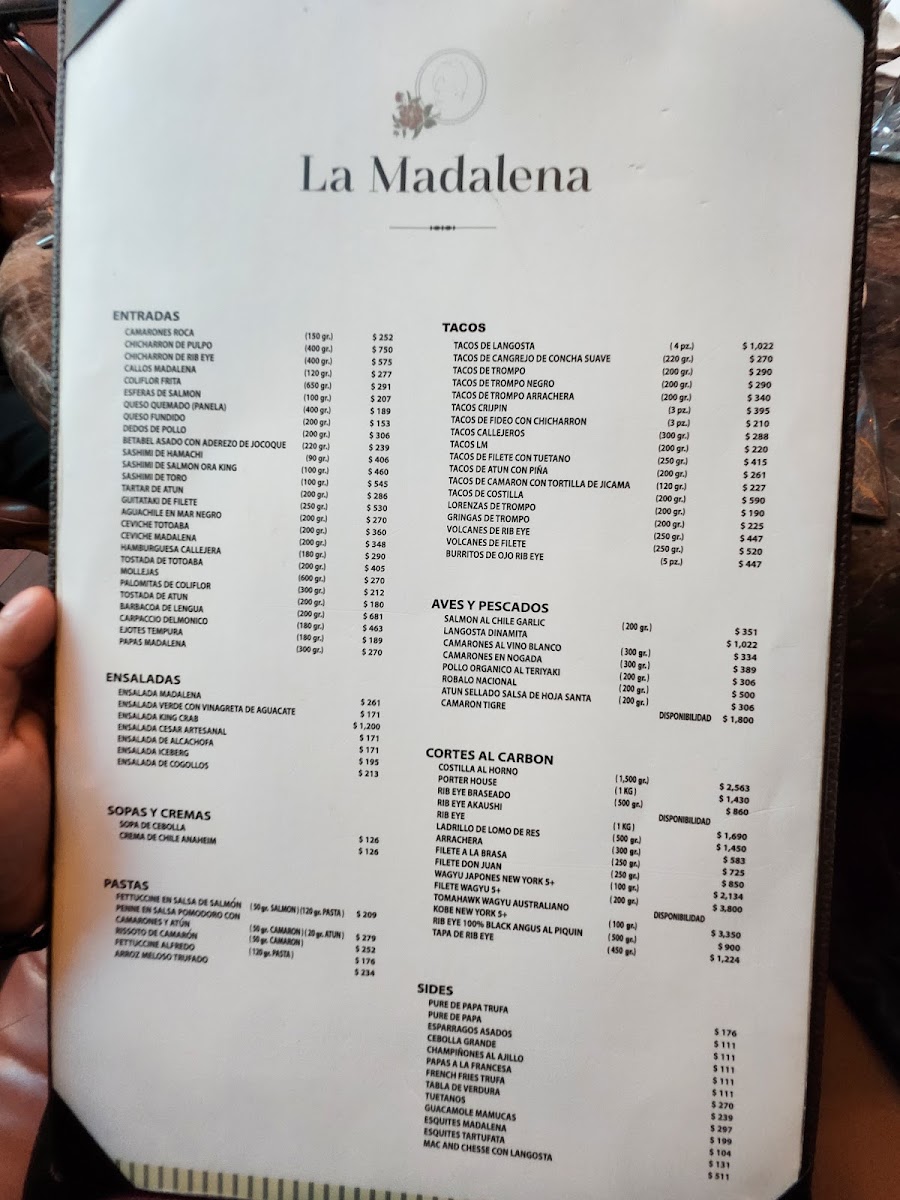 La Madalena
ENTRADAS
CAMARONES ROCA (150 gr.) $ 252
CHICHARRON DE PULPO (400 gr.) $ 750
CHICHARRON DE RIB EYE (400 gr.) $ 575
CALLOS MADALENA (120 gr.) $ 277
COLIFLOR FRITA (650 gr.) $ 291
ESFERAS DE SALMON (100 gr.) $ 207
QUESO QUEMADO (PANELA) (400 gr.) $ 189
QUESO FUNDIDO (200 gr.) $ 153
DEDOS DE POLLO (200 gr.) $ 306
BETABEL ASADO CON ADEREZO DE JOCOQUE (220 gr.) $ 239
SASHIMI DE HAMACHI (90 gr.) $ 406
SASHIMI DE SALMON ORA KING (100 gr.) $ 460
SASHIMI DE TORO (100 gr.) $ 545
TARTAR DE ATUN (200 gr.) $ 286
GUITATAKI DE FILETE (250 gr.) $ 530
AGUACHILE EN MAR NEGRO (200 gr.) $ 270
CEVICHE TOTOABA (200 gr.) $ 360
CEVICHE MADALENA (200 gr.) $ 348
HAMBURGUESA CALLEJERA (180 gr.) $ 290
TOSTADA DE TOTOABA (200 gr.) $ 405
MOLLEJAS (600 gr.) $ 270
PALOMITAS DE COLIFLOR (300 gr.) $ 212
TOSTADA DE ATUN (200 gr.) $ 180
BARBACOA DE LENGUA (200 gr.) $ 681
CARPACCIO DELMONICO (180 gr.) $ 463
EJOTES TEMPURA (180 gr.) $ 189
PAPAS MADALENA (300 gr.) $ 270
ENSALADAS
ENSALADA MADALENA $ 261
ENSALADA VERDE CON VINAGRETA DE AGUACATE $ 171
ENSALADA KING CRAB $ 1,200
ENSALADA CESAR ARTESANAL $ 171
ENSALADA DE ALCACHOFA $ 171
ENSALADA ICEBERG $ 195
ENSALADA DE COGOLLOS $ 213
SOPAS Y CREMAS
SOPA DE CEBOLLA $ 126
CREMA DE CHILE ANAHEIM $ 126
PASTAS
FETTUCCINE EN SALSA DE SALMÓN (50 gr. SALMON) (120 gr. PASTA) $ 209
PENNE EN SALSA POMODORO CON
CAMARONES Y ATÚN (50 gr. CAMARON) (20 gr. ATUN) $ 279
RISSOTO DE CAMARÓN (50 gr. CAMARON) $ 252
FETTUCCINE ALFREDO (120 gr. PASTA) $ 176
ARROZ MELOSO TRUFADO $ 234
TACOS
TACOS DE LANGOSTA (4 pz.) $ 1,022
TACOS DE CANGREJO DE CONCHA SUAVE (220 gr.) $ 270
TACOS DE TROMPO (200 gr.) $ 290
TACOS DE TROMPO NEGRO (200 gr.) $ 290
TACOS DE TROMPO ARRACHERA (200 gr.) $ 340
TACOS CRUPIN (3 pz.) $ 395
TACOS DE FIDEO CON CHICHARRON (3 pz.) $ 210
TACOS CALLEJEROS (300 gr.) $ 288
TACOS LM (200 gr.) $ 220
TACOS DE FILETE CON TUETANO (250 gr.) $ 415
TACOS DE ATUN CON PIÑA (200 gr.) $ 261
TACOS DE CAMARON CON TORTILLA DE JICAMA (120 gr.) $ 227
TACOS DE COSTILLA (200 gr.) $ 590
LORENZAS DE TROMPO (200 gr.) $ 190
GRINGAS DE TROMPO (200 gr.) $ 225
VOLCANES DE RIB EYE (250 gr.) $ 447
VOLCANES DE FILETE (250 gr.) $ 520
BURRITOS DE OJO RIB EYE (5 pz.) $ 447
AVES Y PESCADOS
SALMON AL CHILE GARLIC (200 gr.) $ 351
LANGOSTA DINAMITA $ 1,022
CAMARONES AL VINO BLANCO (300 gr.) $ 334
CAMARONES EN NOGADA (300 gr.) $ 389
POLLO ORGANICO AL TERIYAKI (200 gr.) $ 306
ROBALO NACIONAL (200 gr.) $ 500
ATUN SELLADO SALSA DE HOJA SANTA (200 gr.) $ 306
CAMARON TIGRE DISPONIBILIDAD $ 1,800
CORTES AL CARBON
COSTILLA AL HORNO (1,500 gr.) $ 2,563
PORTER HOUSE (1 KG) $ 1,430
RIB EYE BRASEADO (500 gr.) $ 860
RIB EYE AKAUSHI DISPONIBILIDAD
RIB EYE (1 KG) $ 1,690
LADRILLO DE LOMO DE RES (500 gr.) $ 1,450
ARRACHERA (300 gr.) $ 583
FILETE A LA BRASA (250 gr.) $ 725
FILETE DON JUAN (250 gr.) $ 850
WAGYU JAPONES NEW YORK 5+ (100 gr.) $ 2,134
FILETE WAGYU 5+ (200 gr.) $ 3,800
TOMAHAWK WAGYU AUSTRALIANO DISPONIBILIDAD
KOBE NEW YORK 5+ (100 gr.) $ 3,350
RIB EYE 100% BLACK ANGUS AL PIQUIN (500 gr.) $ 900
TAPA DE RIB EYE (450 gr.) $ 1,224
SIDES
PURE DE PAPA TRUFA $ 176
PURE DE PAPA $ 111
ESPARRAGOS ASADOS $ 111
CEBOLLA GRANDE $ 111
CHAMPIÑONES AL AJILLO $ 111
PAPAS A LA FRANCESA $ 111
FRENCH FRIES TRUFA $ 270
TABLA DE VERDURA $ 239
TUETANOS $ 297
GUACAMOLE MAMUCAS $ 199
ESQUITES MADALENA $ 104
ESQUITES TARTUFATA $ 131
MAC AND CHESSE CON LANGOSTA $ 511